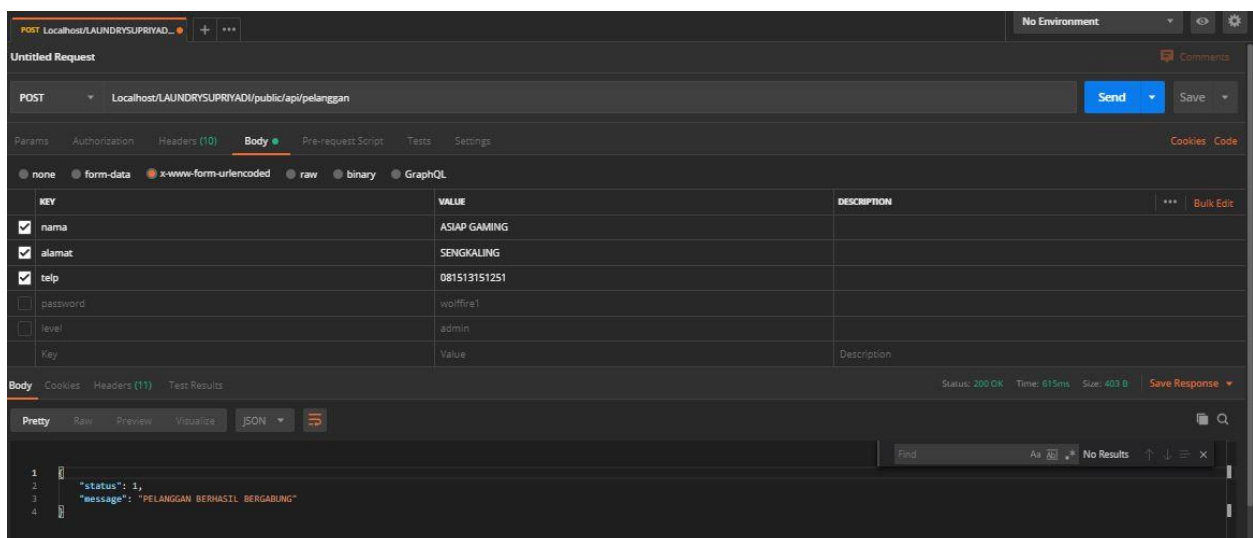 POST Localhost/LAUNDRYSUPRIYAD... No Environment
Untitled Request Comments
POST Localhost/LAUNDRYSUPRIYADI/public/api/pelanggan Send Save
Params Authorization Headers (10) Body Pre-request Script Tests Settings Cookies Code
none form-data x-www-form-urlencoded raw binary GraphQL
KEY VALUE DESCRIPTION ••• Bulk Edit
nama ASIAP GAMING
alamat SENGKALING
telp 081513151251
password wolffire1
level admin
Key Value Description
Body Cookies Headers (11) Test Results Status: 200 OK Time: 615ms Size: 403 B Save Response
Pretty Raw Preview Visualize JSON
Find Aa Abl .* No Results
1 {
2 "status": 1,
3 "message": "PELANGGAN BERHASIL BERGABUNG"
4 }